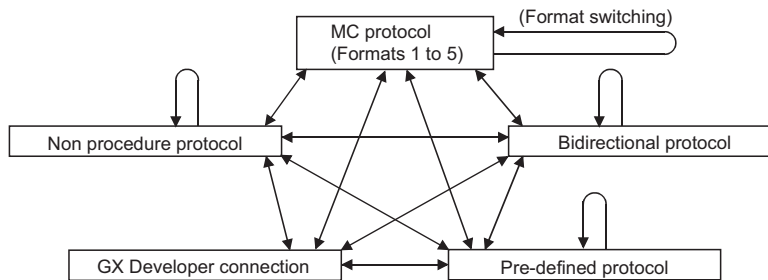 (Format switching)
MC protocol
(Formats 1 to 5)
Non procedure protocol
Bidirectional protocol
GX Developer connection
Pre-defined protocol